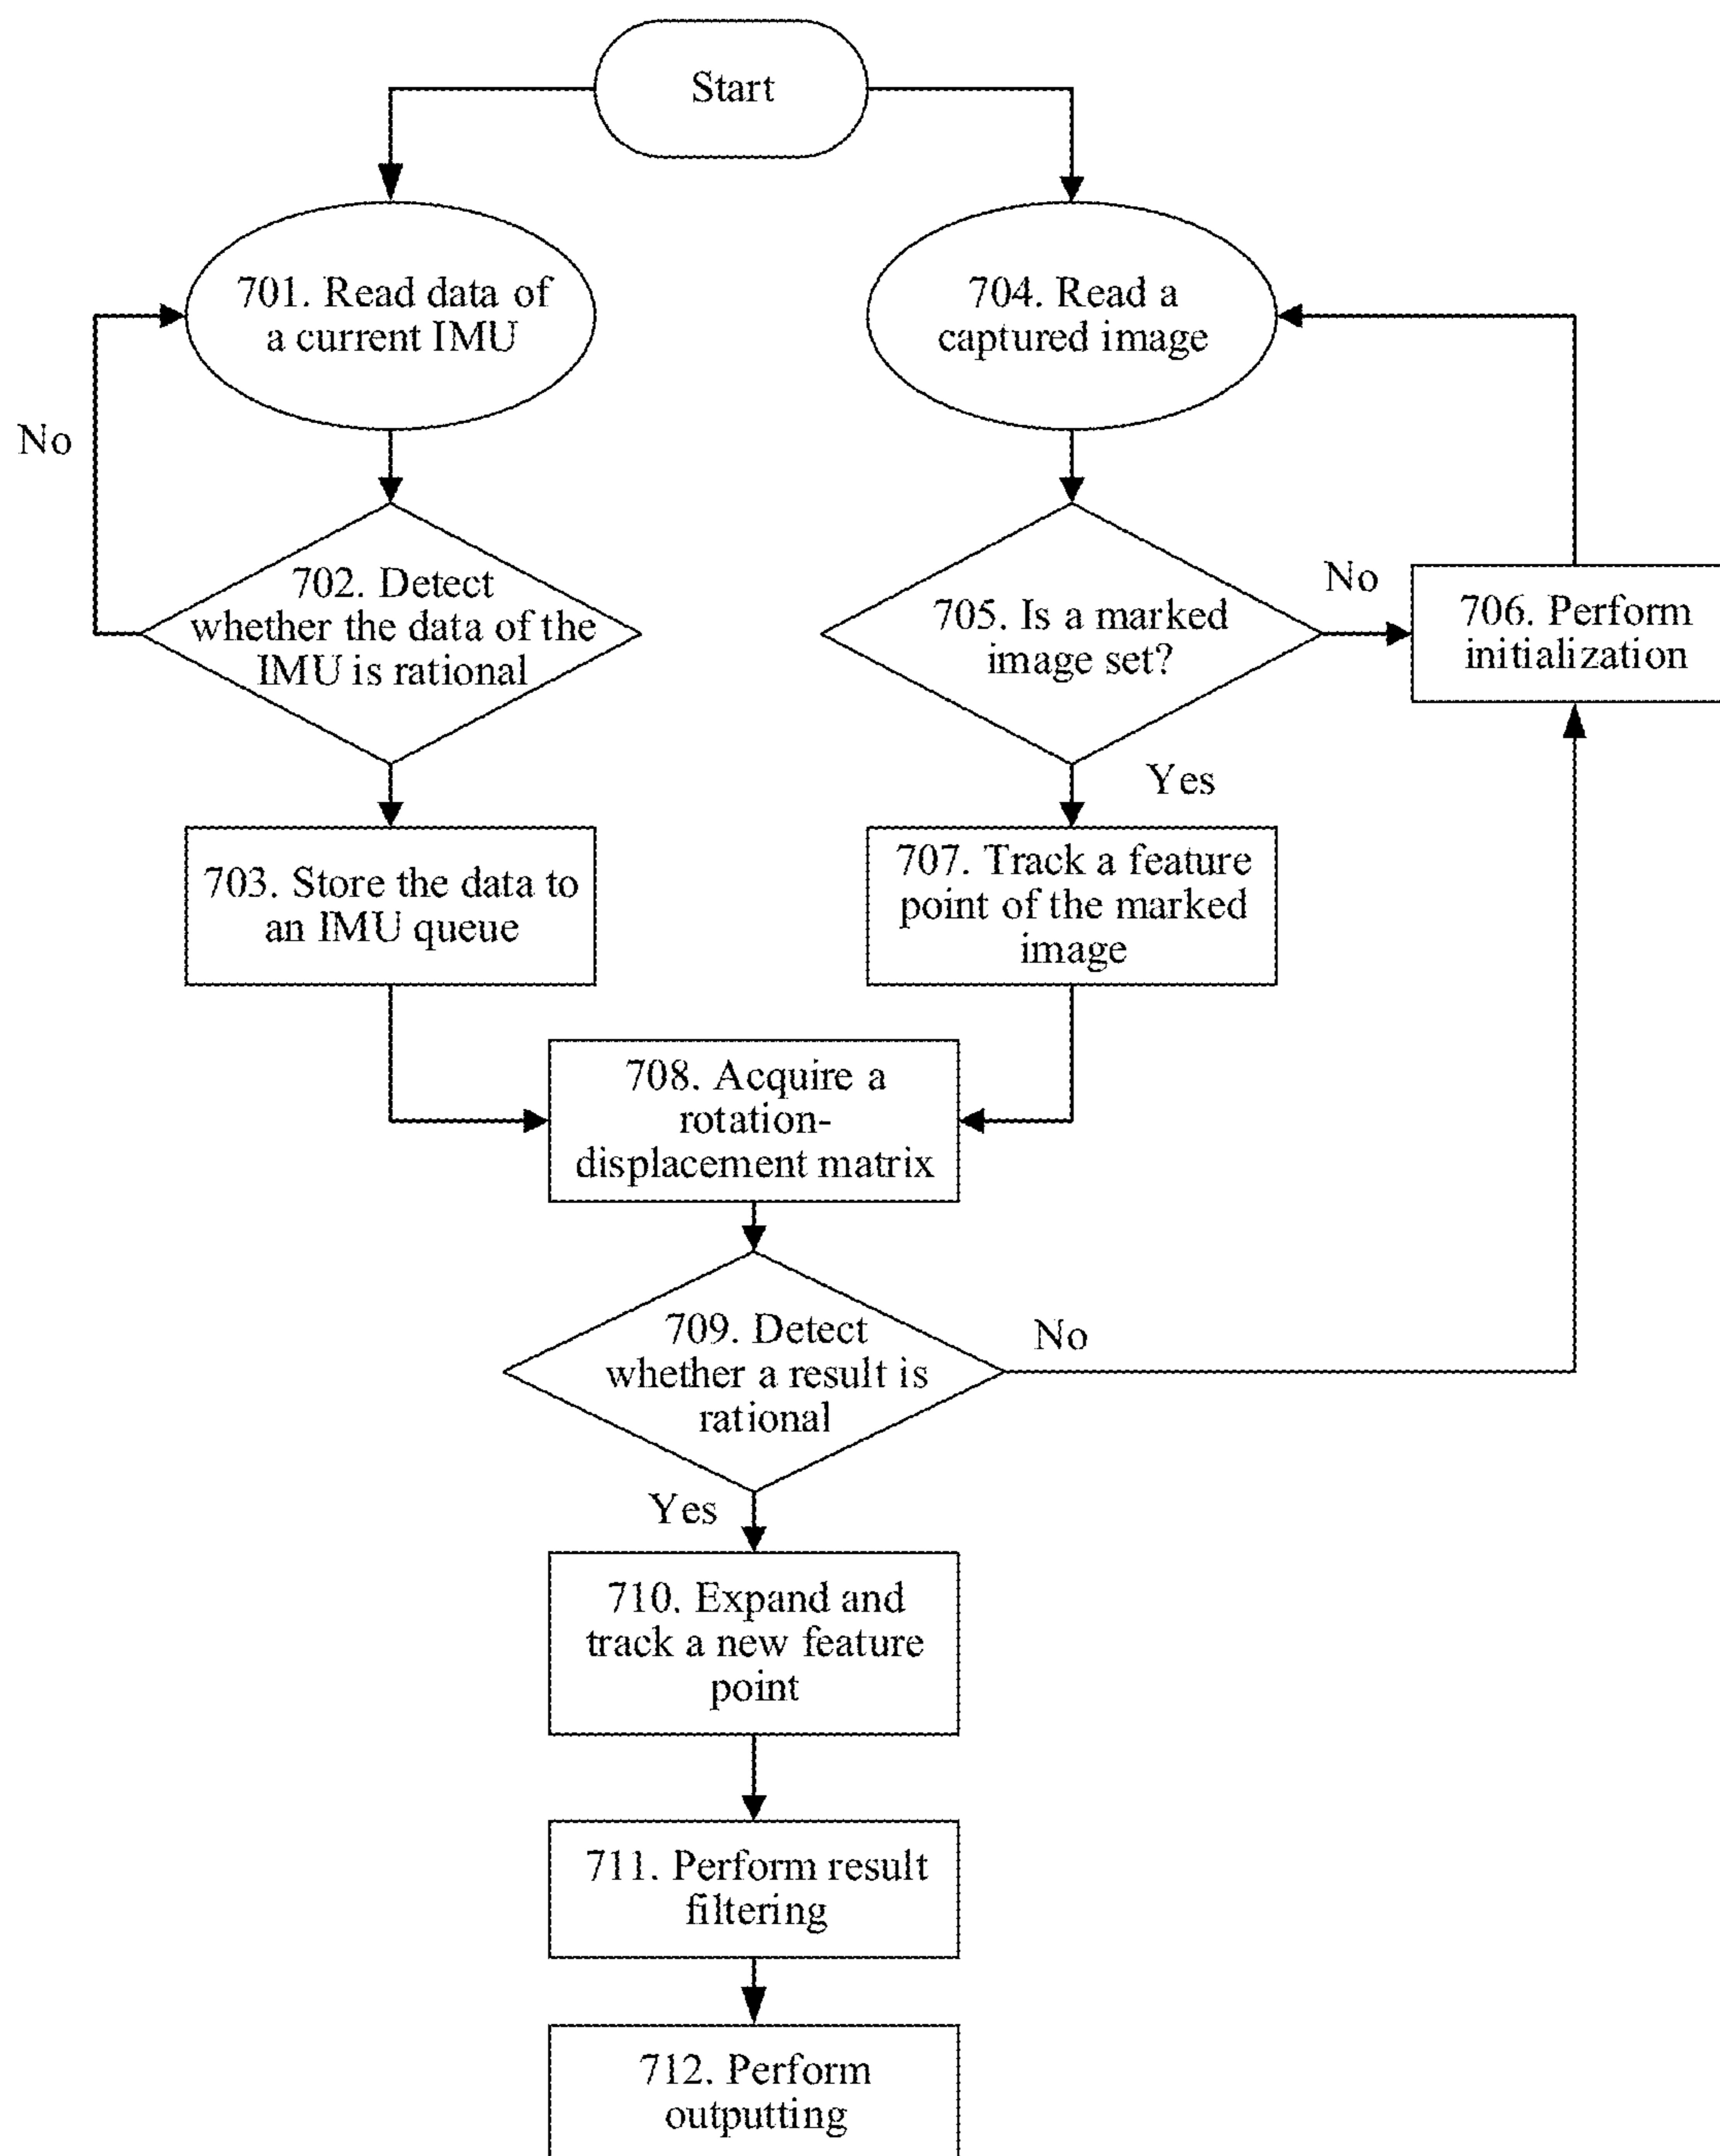 Start
701. Read data of
a current IMU
704. Read a
captured image
No
702. Detect
whether the data of the
IMU is rational
705. Is a marked
image set?
No
706. Perform
initialization
Yes
703. Store the data to
an IMU queue
707. Track a feature
point of the marked
image
708. Acquire a
rotation-
displacement matrix
709. Detect
whether a result is
rational
No
Yes
710. Expand and
track a new feature
point
711. Perform result
filtering
712. Perform
outputting